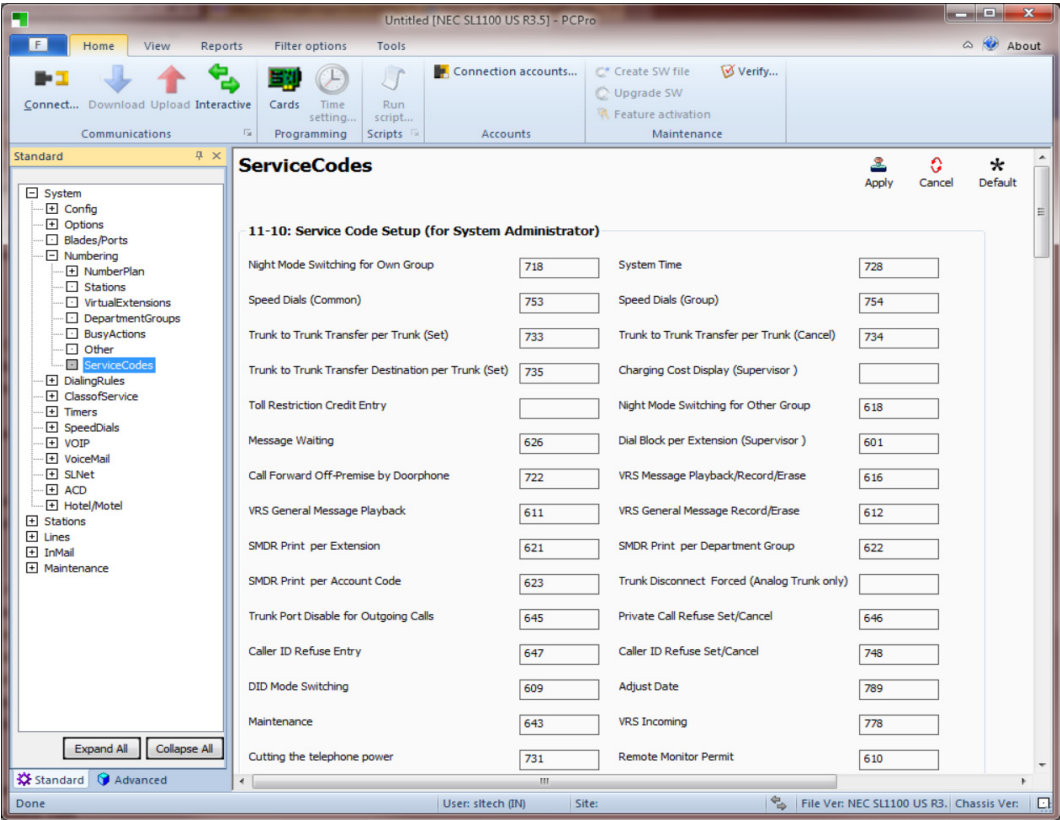 Untitled [NEC SL1100 US R3.5] - PCPro
F Home View Reports Filter options Tools About
Connect... Download Upload Interactive Cards Time setting... Run script... Connection accounts... Create SW file Verify...
Upgrade SW
Feature activation
Communications Programming Scripts Accounts Maintenance
Standard
System
Config
Options
Blades/Ports
Numbering
NumberPlan
Stations
VirtualExtensions
DepartmentGroups
BusyActions
Other
ServiceCodes
DialingRules
ClassofService
Timers
SpeedDials
VOIP
VoiceMail
SLNet
ACD
Hotel/Motel
Stations
Lines
InMail
Maintenance
Expand All Collapse All
Standard Advanced
ServiceCodes
Apply Cancel Default
11-10: Service Code Setup (for System Administrator)
Night Mode Switching for Own Group 718 System Time 728
Speed Dials (Common) 753 Speed Dials (Group) 754
Trunk to Trunk Transfer per Trunk (Set) 733 Trunk to Trunk Transfer per Trunk (Cancel) 734
Trunk to Trunk Transfer Destination per Trunk (Set) 735 Charging Cost Display (Supervisor )
Toll Restriction Credit Entry Night Mode Switching for Other Group 618
Message Waiting 626 Dial Block per Extension (Supervisor ) 601
Call Forward Off-Premise by Doorphone 722 VRS Message Playback/Record/Erase 616
VRS General Message Playback 611 VRS General Message Record/Erase 612
SMDR Print per Extension 621 SMDR Print per Department Group 622
SMDR Print per Account Code 623 Trunk Disconnect Forced (Analog Trunk only)
Trunk Port Disable for Outgoing Calls 645 Private Call Refuse Set/Cancel 646
Caller ID Refuse Entry 647 Caller ID Refuse Set/Cancel 748
DID Mode Switching 609 Adjust Date 789
Maintenance 643 VRS Incoming 778
Cutting the telephone power 731 Remote Monitor Permit 610
Done User: sltech (IN) Site: File Ver: NEC SL1100 US R3. Chassis Ver: